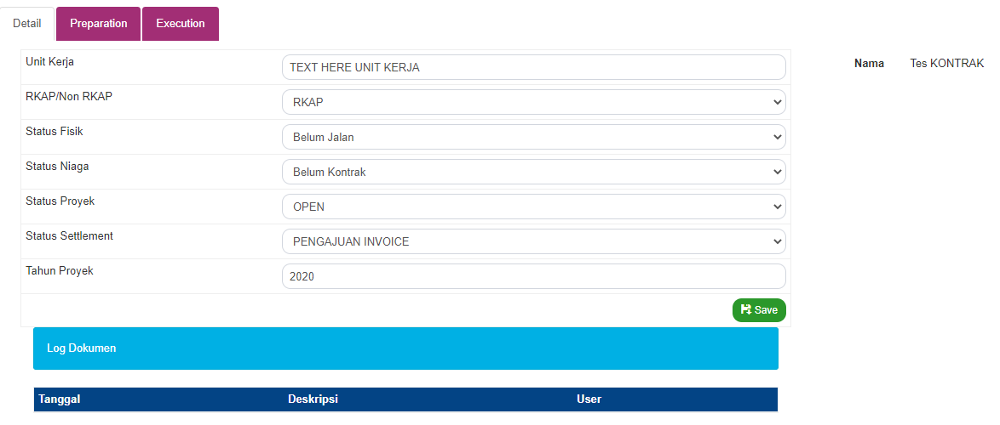 Detail Preparation Execution
Unit Kerja TEXT HERE UNIT KERJA Nama Tes KONTRAK
RKAP/Non RKAP RKAP
Status Fisik Belum Jalan
Status Niaga Belum Kontrak
Status Proyek OPEN
Status Settlement PENGAJUAN INVOICE
Tahun Proyek 2020
Save
Log Dokumen
Tanggal Deskripsi User